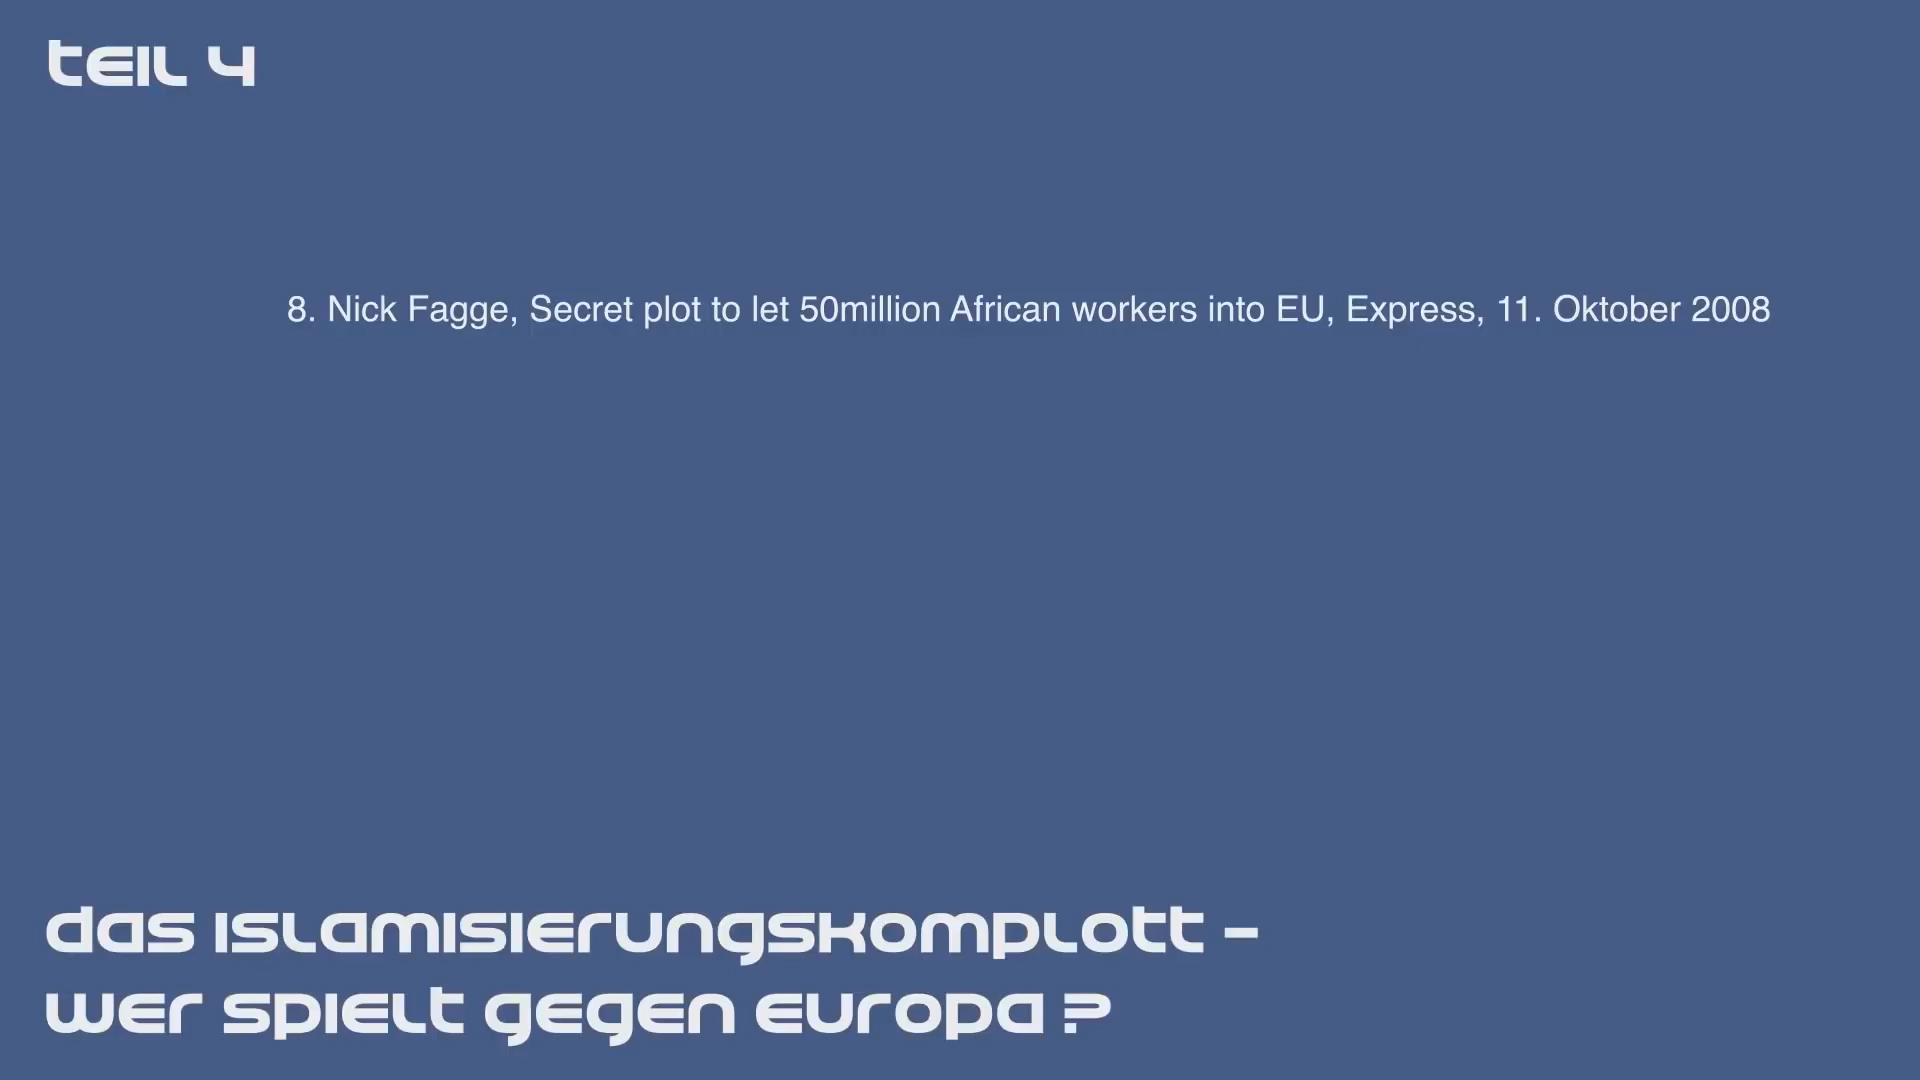 Teil 4
8. Nick Fagge, Secret plot to let 50million African workers into EU, Express, 11. Oktober 2008
das Islamisierungskomplott –
wer spielt gegen Europa ?